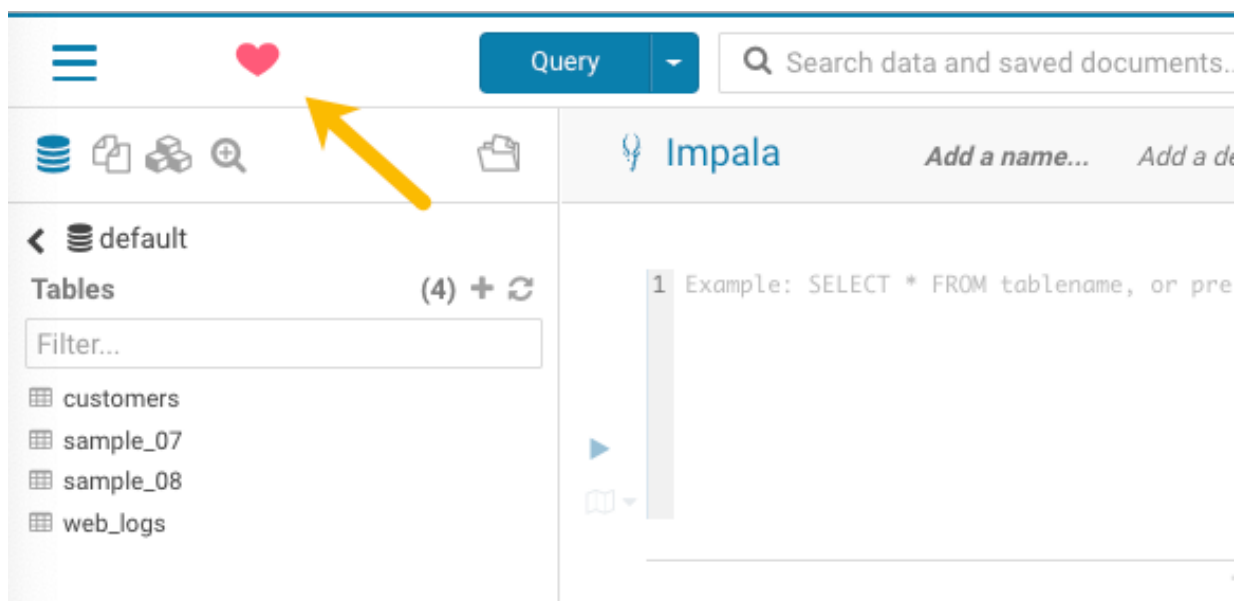 Query
Search data and saved documents...
Impala
Add a name...
Add a de
default
Tables (4)
Filter...
customers
sample_07
sample_08
web_logs
1 Example: SELECT * FROM tablename, or pre